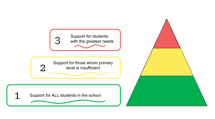 3
Support for students
with the greatest needs
2
Support for those whom primary
level is insufficient
1
Support for ALL students in the school